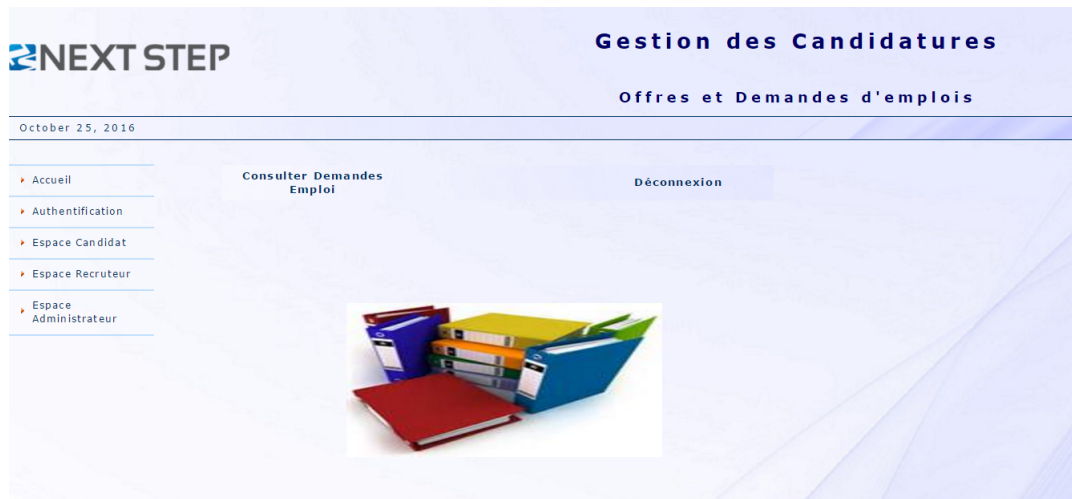 NEXT STEP
Gestion des Candidatures
Offres et Demandes d'emplois
October 25, 2016
Accueil
Authentification
Espace Candidat
Espace Recruteur
Espace
Administrateur
Consulter Demandes
Emploi
Déconnexion